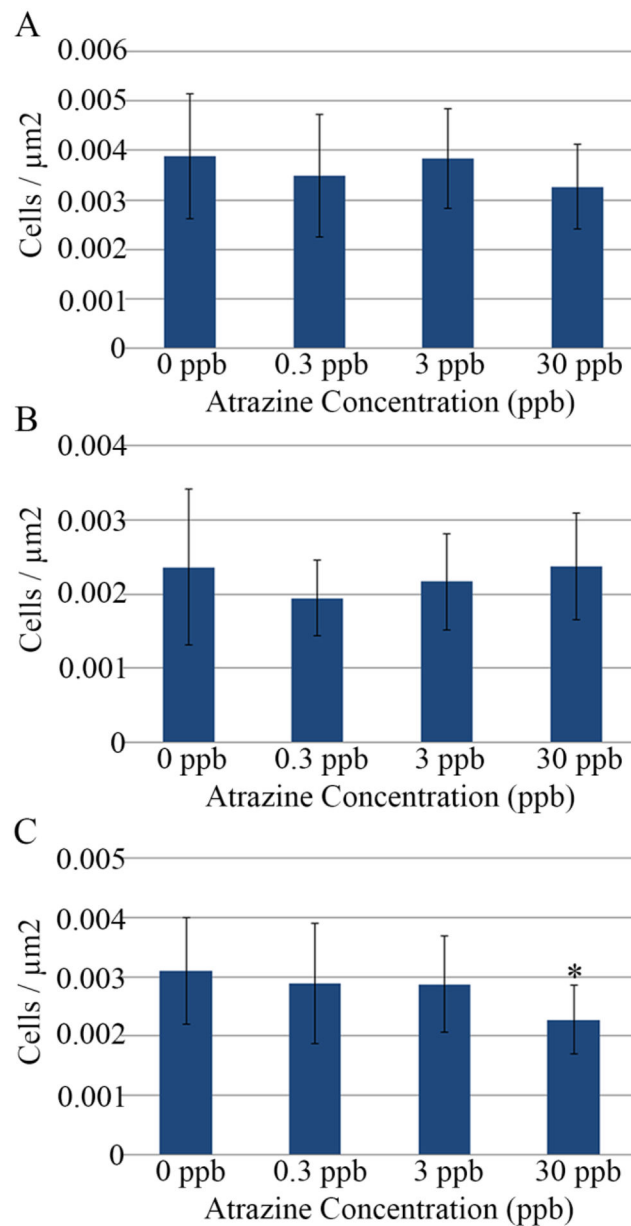 A
0.006
0.005
0.004
0.003
0.002
0.001
0
Cells / µm2
0 ppb 0.3 ppb 3 ppb 30 ppb
Atrazine Concentration (ppb)
B
0.004
0.003
0.002
0.001
0
Cells / µm2
0 ppb 0.3 ppb 3 ppb 30 ppb
Atrazine Concentration (ppb)
C
0.005
0.004
0.003
0.002
0.001
0
Cells / µm2
*
0 ppb 0.3 ppb 3 ppb 30 ppb
Atrazine Concentration (ppb)